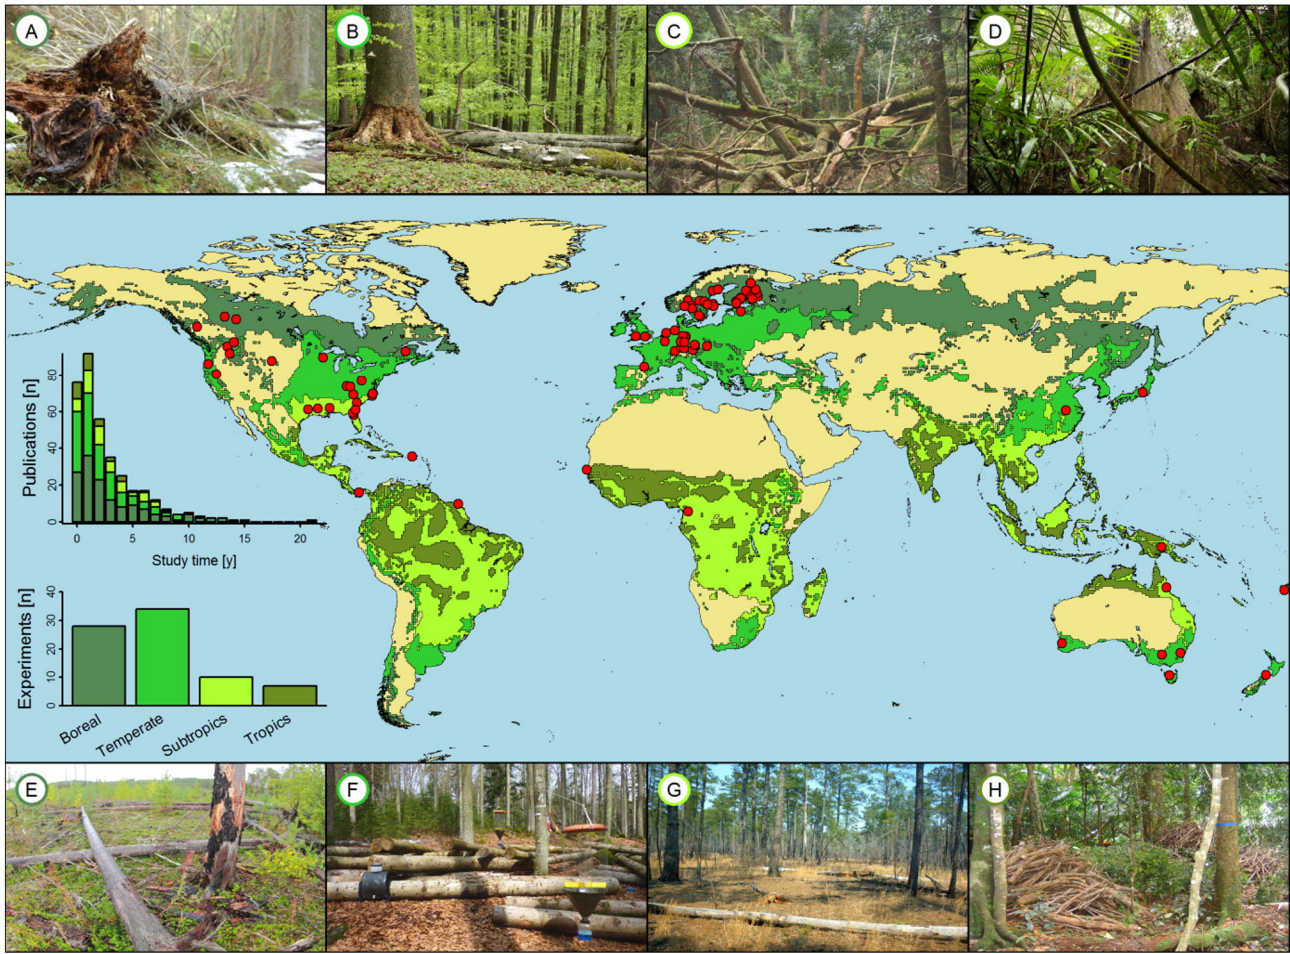 A
B
C
D
Publications [n]
80
60
40
20
0
0 5 10 15 20
Study time [y]
Experiments [n]
40
30
20
10
0
Boreal
Temperate
Subtropics
Tropics
E
F
G
H